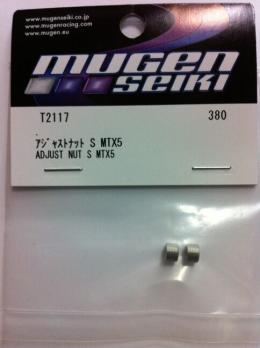 www.mugenseiki.co.jp
www.mugenracing.com
www.mugen.eu
MUGEN
SEIKI
T2117 380
アジャストナット S MTX5
ADJUST NUT S MTX5